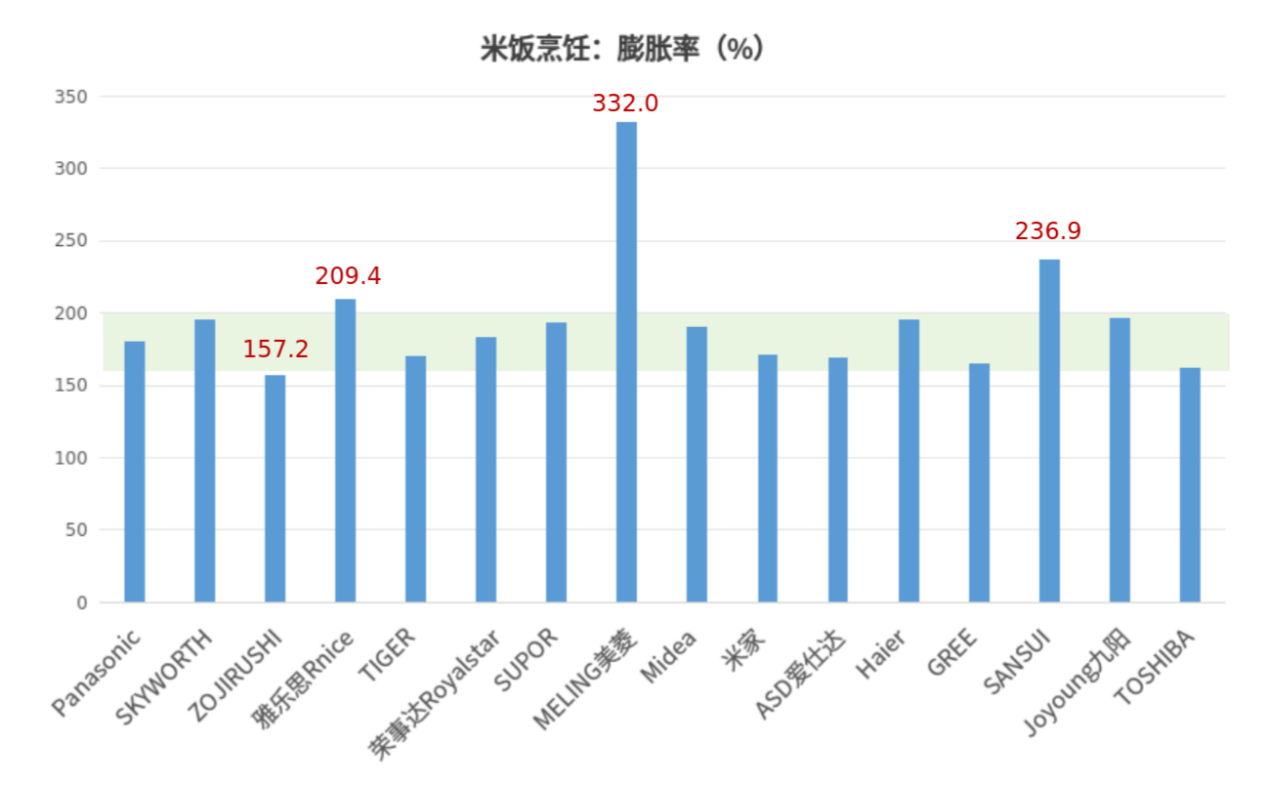 米饭烹饪：膨胀率（%）
350
300
250
200
150
100
50
0
332.0
236.9
209.4
157.2
Panasonic
SKYWORTH
ZOJIRUSHI
雅乐思Rnice
TIGER
荣事达Royalstar
SUPOR
MELING美菱
Midea
米家
ASD爱仕达
Haier
GREE
SANSUI
Joyoung九阳
TOSHIBA